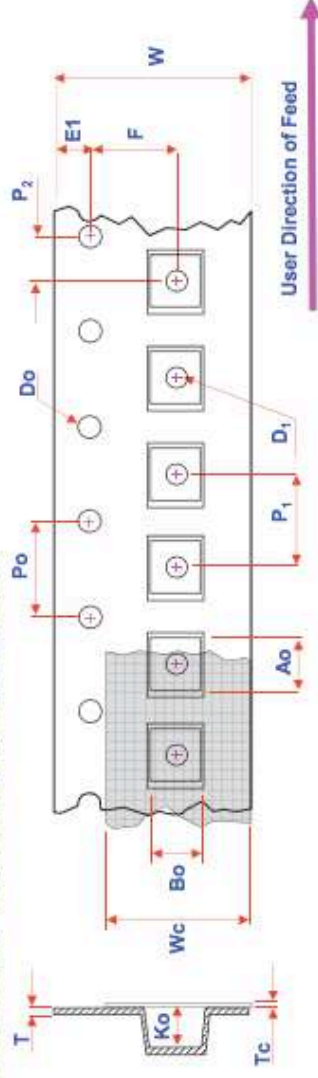 P₂
E1
Do
Po
F
W
T
Ko
Tc
Wc
Bo
Ao
P₁
D₁
User Direction of Feed